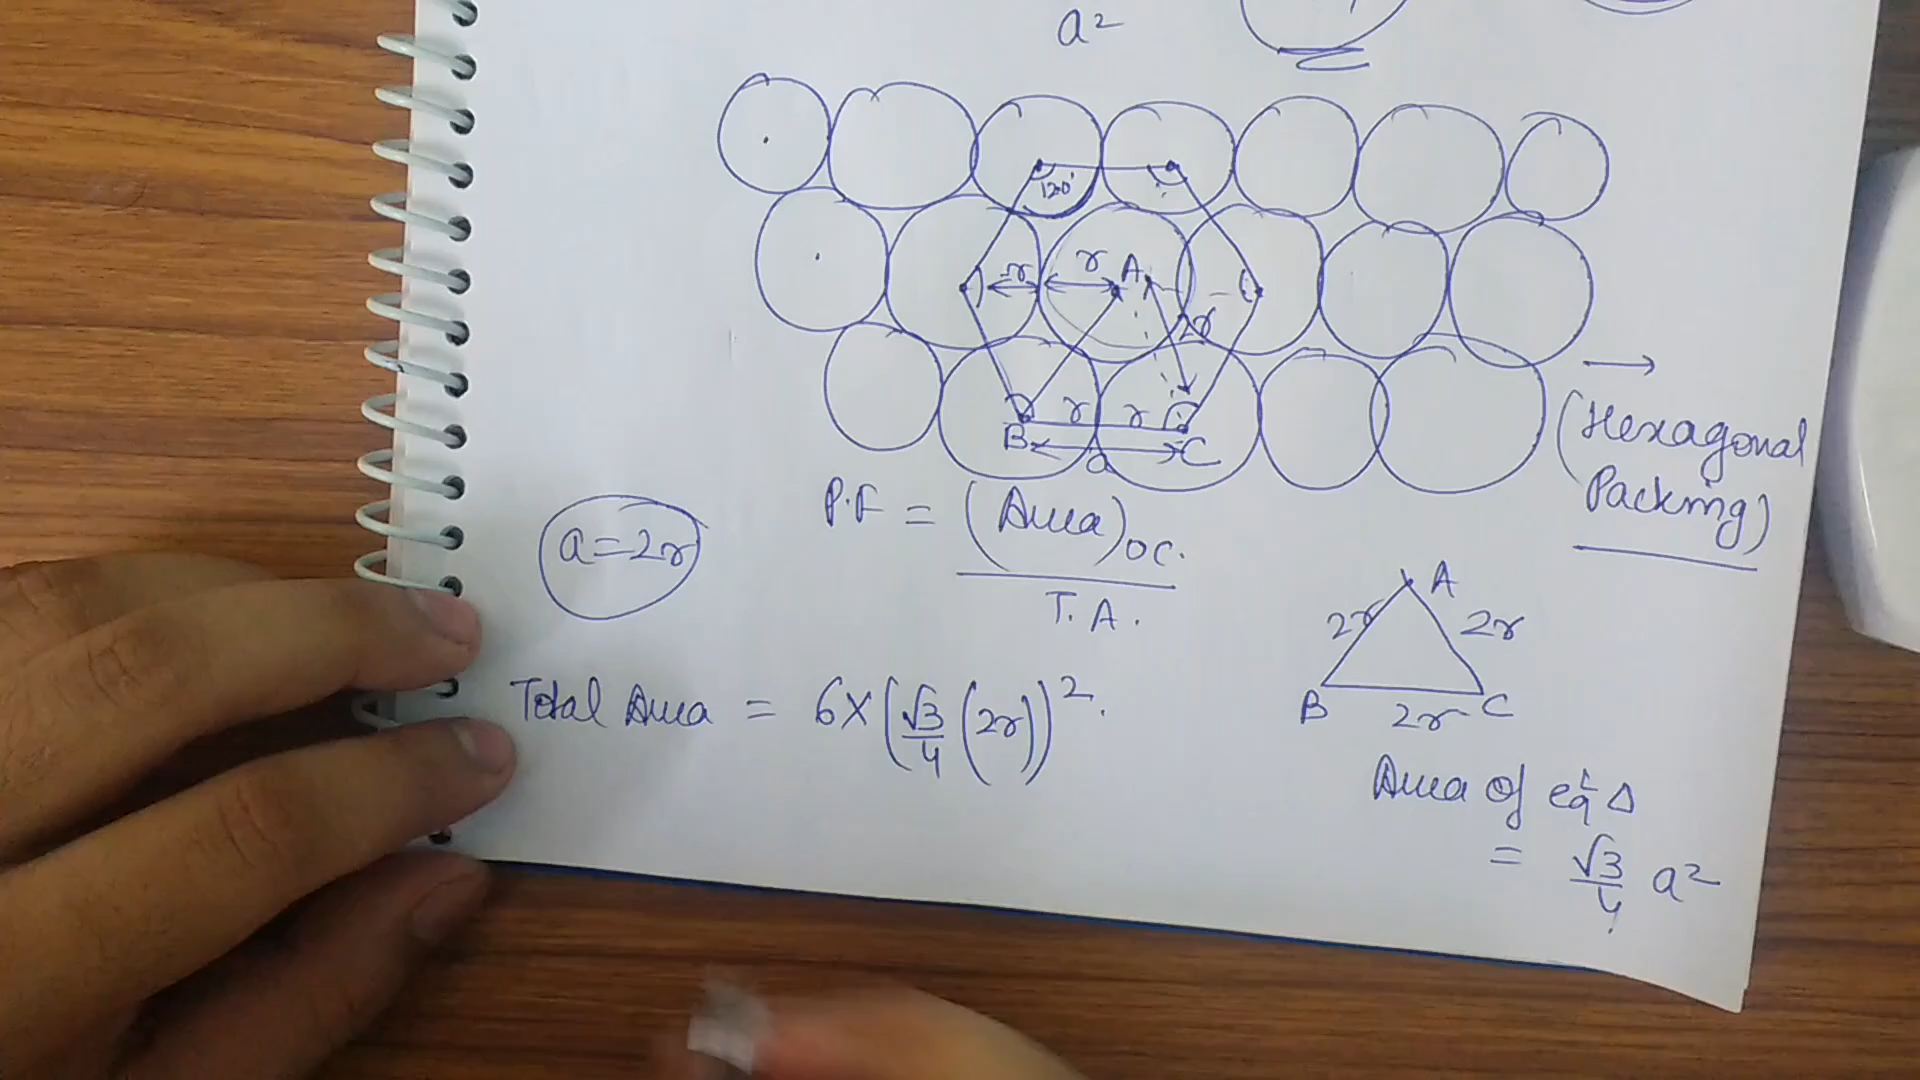 a²
120°
r r A
2r
r r
B C
a
(Hexagonal
Packing)
a=2r
P.F = (Area)OC.
T.A.
A
2r 2r
B 2r C
Total Area = 6×(√3/4 (2r))².
Area of eq^l Δ
= √3/4 a²